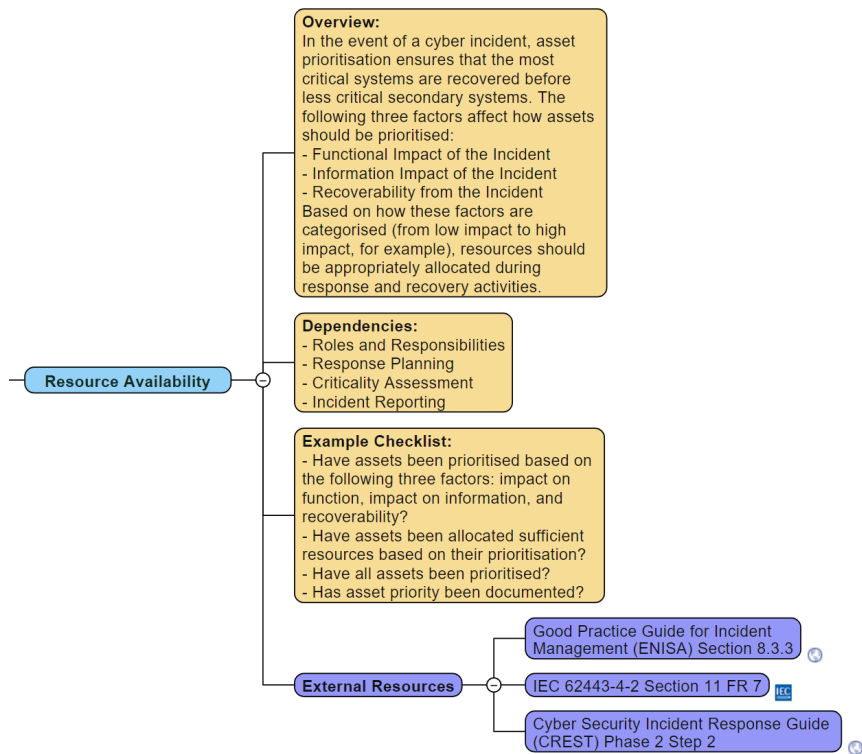 Overview:
In the event of a cyber incident, asset
prioritisation ensures that the most
critical systems are recovered before
less critical secondary systems. The
following three factors affect how assets
should be prioritised:
- Functional Impact of the Incident
- Information Impact of the Incident
- Recoverability from the Incident
Based on how these factors are
categorised (from low impact to high
impact, for example), resources should
be appropriately allocated during
response and recovery activities.
Resource Availability
Dependencies:
- Roles and Responsibilities
- Response Planning
- Criticality Assessment
- Incident Reporting
Example Checklist:
- Have assets been prioritised based on
the following three factors: impact on
function, impact on information, and
recoverability?
- Have assets been allocated sufficient
resources based on their prioritisation?
- Have all assets been prioritised?
- Has asset priority been documented?
External Resources
Good Practice Guide for Incident
Management (ENISA) Section 8.3.3
IEC 62443-4-2 Section 11 FR 7
IEC
Cyber Security Incident Response Guide
(CREST) Phase 2 Step 2